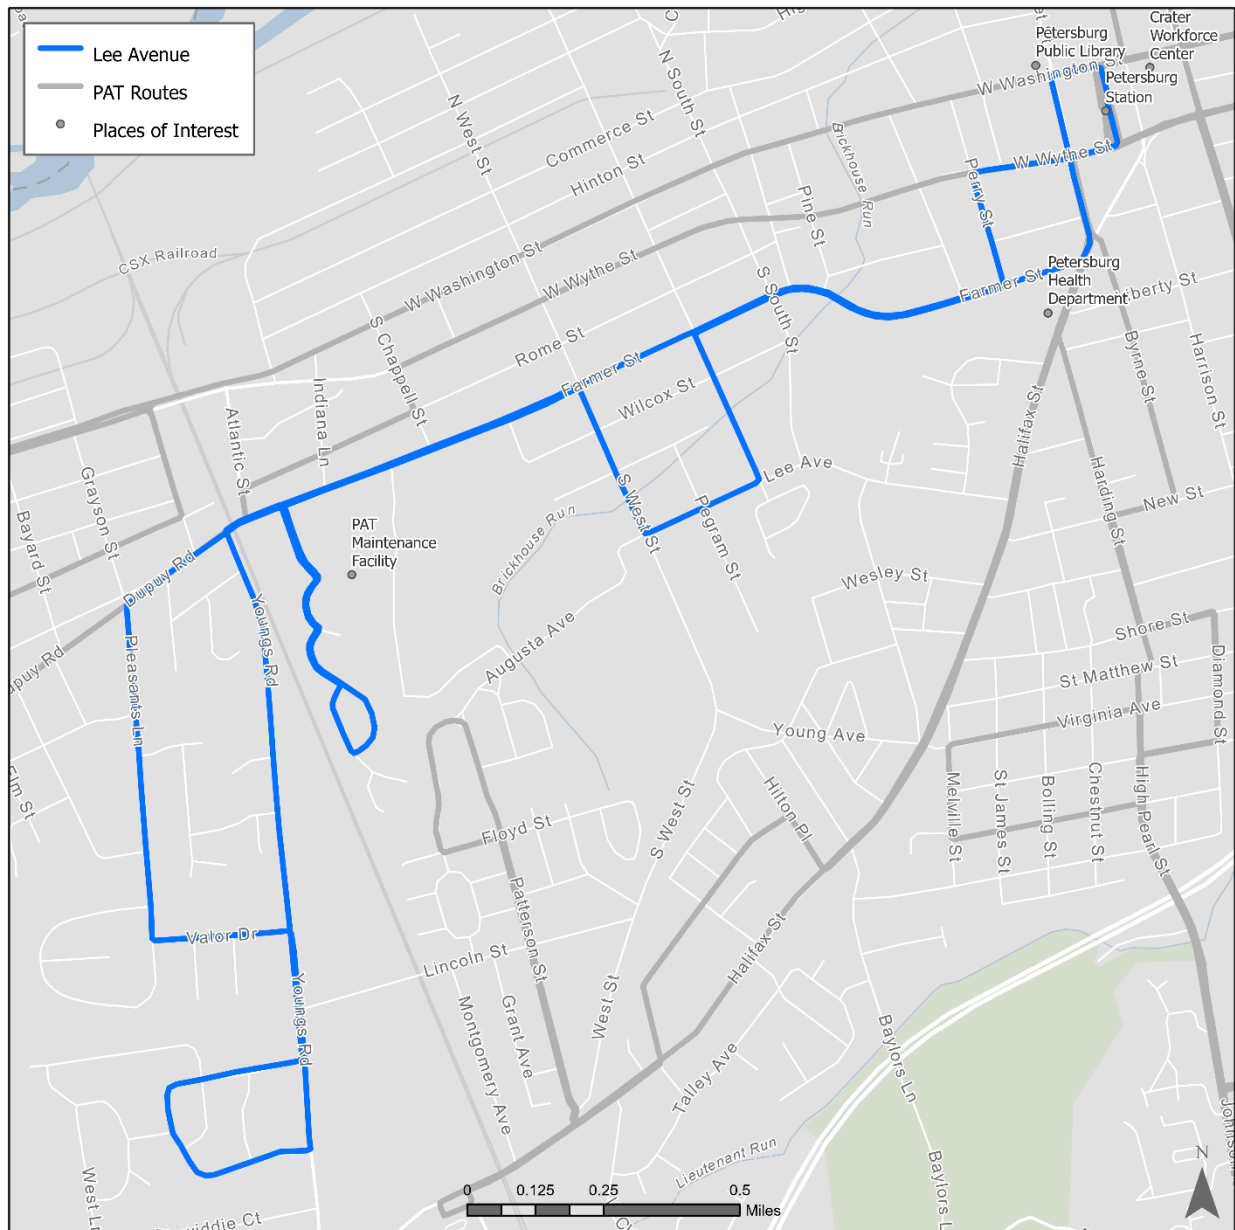 Lee Avenue
PAT Routes
Places of Interest
Petersburg
Public Library
Crater
Workforce
Center
Petersburg
Station
W Washington St
N South St
N West St
Commerce St
Hinton St
Brickhouse Run
W Wythe St
Perry St
Pine St
CSX Railroad
W Washington St
W Wythe St
S South St
Farmer St
Petersburg
Health
Department
Liberty St
Byrne St
Harrison St
S Chappell St
Rome St
Farmer St
Wilcox St
Indiana Ln
Atlantic St
Halifax St
Grayson St
Bayard St
S West St
Lee Ave
Pegram St
Harding St
New St
PAT
Maintenance
Facility
Brickhouse Run
Dupuy Rd
Wesley St
Youngs Rd
Augusta Ave
Shore St
St Matthew St
Diamond St
Pleasants Ln
Virginia Ave
Young Ave
Elm St
Hilton Pl
Melville St
St James St
Bolling St
Chestnut St
High Pearl St
S West St
Floyd St
Patterson St
Valor Dr
Lincoln St
Halifax St
Youngs Rd
West St
Grant Ave
Montgomery Ave
Talley Ave
Baylors Ln
Lieutenant Run
West Ln
N
0 0.125 0.25 0.5
Miles